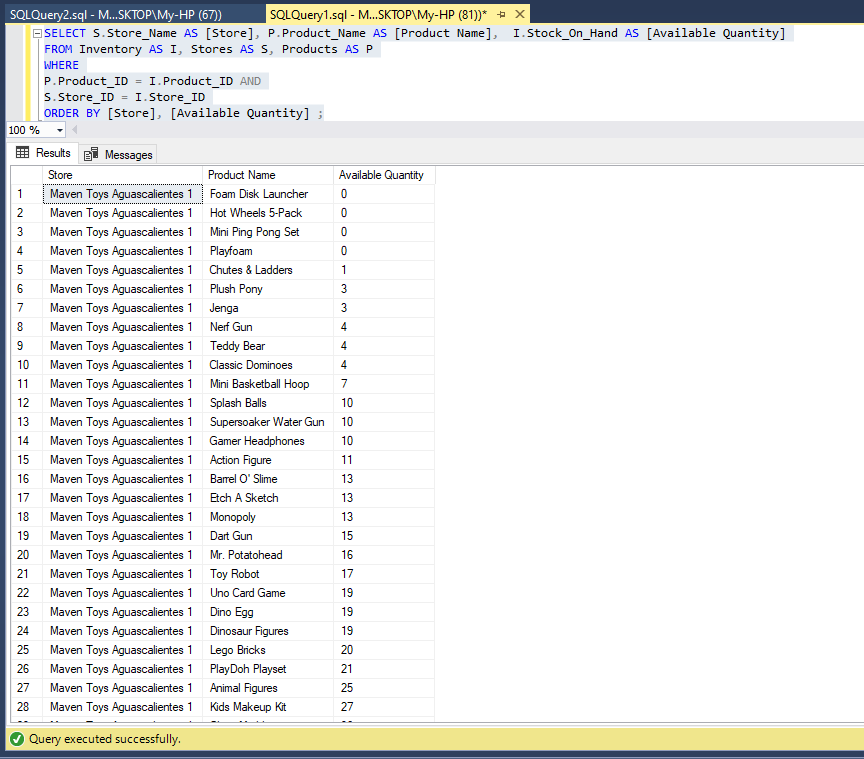 SQLQuery2.sql - M...SKTOP\My-HP (67)) SQLQuery1.sql - M...SKTOP\My-HP (81))*
SELECT S.Store_Name AS [Store], P.Product_Name AS [Product Name],  I.Stock_On_Hand AS [Available Quantity]
FROM Inventory AS I, Stores AS S, Products AS P
WHERE
P.Product_ID = I.Product_ID AND
S.Store_ID = I.Store_ID
ORDER BY [Store], [Available Quantity] ;
100 %
Results Messages
Store Product Name Available Quantity
1 Maven Toys Aguascalientes 1 Foam Disk Launcher 0
2 Maven Toys Aguascalientes 1 Hot Wheels 5-Pack 0
3 Maven Toys Aguascalientes 1 Mini Ping Pong Set 0
4 Maven Toys Aguascalientes 1 Playfoam 0
5 Maven Toys Aguascalientes 1 Chutes & Ladders 1
6 Maven Toys Aguascalientes 1 Plush Pony 3
7 Maven Toys Aguascalientes 1 Jenga 3
8 Maven Toys Aguascalientes 1 Nerf Gun 4
9 Maven Toys Aguascalientes 1 Teddy Bear 4
10 Maven Toys Aguascalientes 1 Classic Dominoes 4
11 Maven Toys Aguascalientes 1 Mini Basketball Hoop 7
12 Maven Toys Aguascalientes 1 Splash Balls 10
13 Maven Toys Aguascalientes 1 Supersoaker Water Gun 10
14 Maven Toys Aguascalientes 1 Gamer Headphones 10
15 Maven Toys Aguascalientes 1 Action Figure 11
16 Maven Toys Aguascalientes 1 Barrel O' Slime 13
17 Maven Toys Aguascalientes 1 Etch A Sketch 13
18 Maven Toys Aguascalientes 1 Monopoly 13
19 Maven Toys Aguascalientes 1 Dart Gun 15
20 Maven Toys Aguascalientes 1 Mr. Potatohead 16
21 Maven Toys Aguascalientes 1 Toy Robot 17
22 Maven Toys Aguascalientes 1 Uno Card Game 19
23 Maven Toys Aguascalientes 1 Dino Egg 19
24 Maven Toys Aguascalientes 1 Dinosaur Figures 19
25 Maven Toys Aguascalientes 1 Lego Bricks 20
26 Maven Toys Aguascalientes 1 PlayDoh Playset 21
27 Maven Toys Aguascalientes 1 Animal Figures 25
28 Maven Toys Aguascalientes 1 Kids Makeup Kit 27
Query executed successfully.